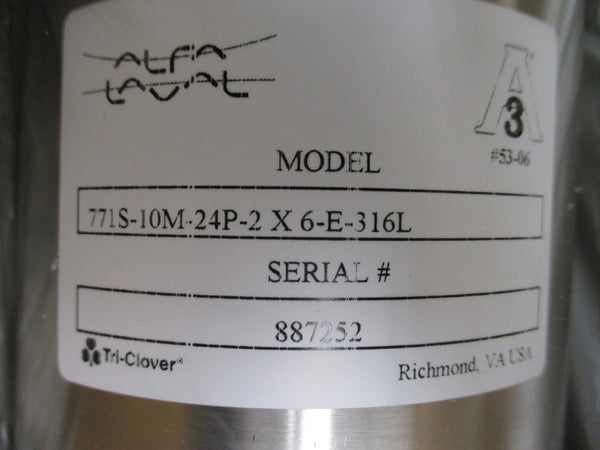 ALFA
LAVAL
A
3
#53-06
MODEL
771S-10M-24P-2 X 6-E-316L
SERIAL #
887252
Tri-Clover®
Richmond, VA USA